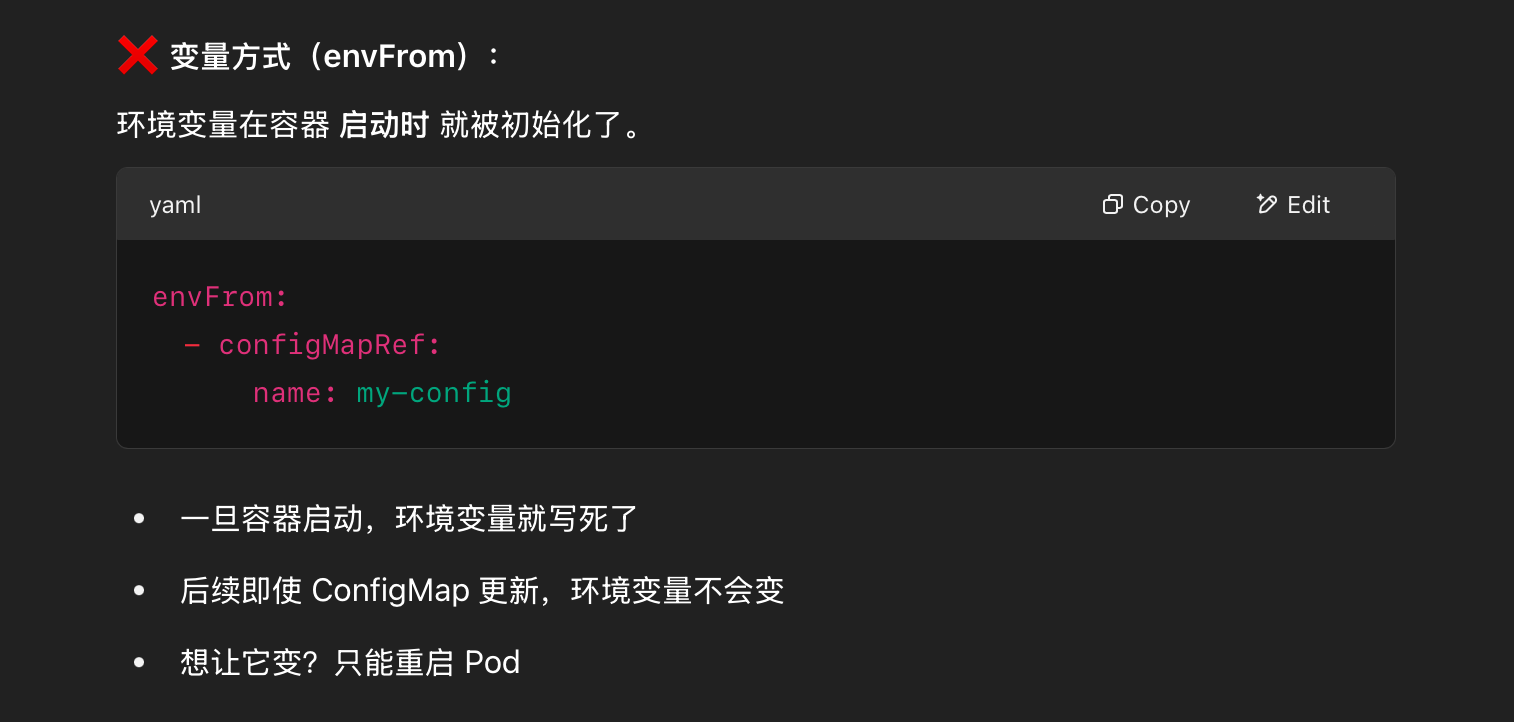 ❌ 变量方式（envFrom）：
环境变量在容器 启动时 就被初始化了。
yaml
Copy
Edit
envFrom:
  - configMapRef:
      name: my-config
• 一旦容器启动，环境变量就写死了
• 后续即使 ConfigMap 更新，环境变量不会变
• 想让它变？只能重启 Pod